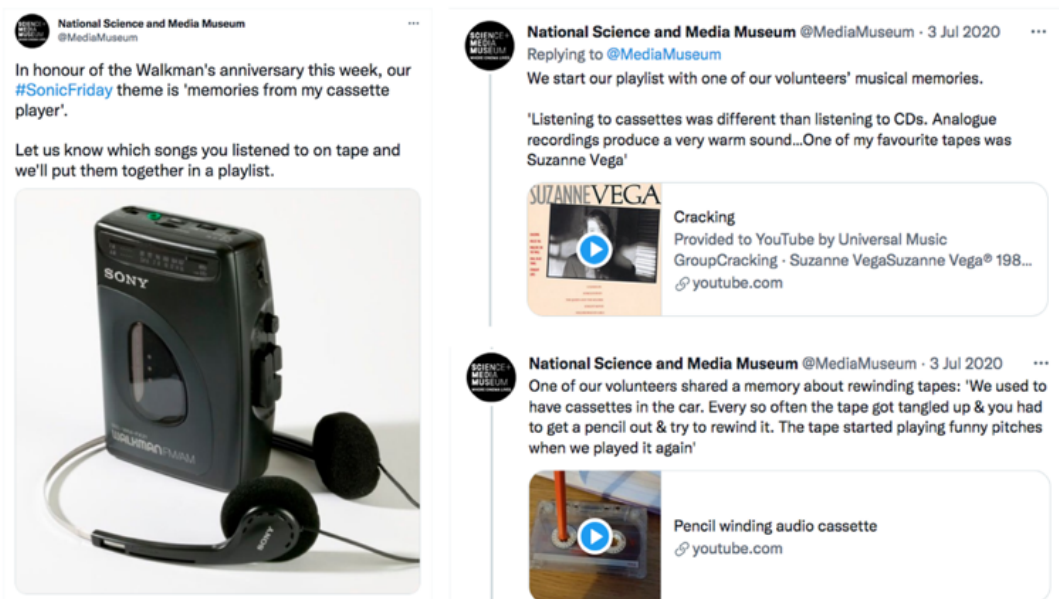 National Science and Media Museum
@MediaMuseum
In honour of the Walkman's anniversary this week, our
#SonicFriday theme is 'memories from my cassette
player'.
Let us know which songs you listened to on tape and
we'll put them together in a playlist.
SONY
WALKMAN FM/AM
SONY
SCIENCE+
MEDIA
MUSEUM
National Science and Media Museum @MediaMuseum · 3 Jul 2020
Replying to @MediaMuseum
We start our playlist with one of our volunteers' musical memories.
'Listening to cassettes was different than listening to CDs. Analogue
recordings produce a very warm sound...One of my favourite tapes was
Suzanne Vega'
SUZANNE VEGA
Cracking
Provided to YouTube by Universal Music
GroupCracking · Suzanne VegaSuzanne Vega® 198...
youtube.com
SCIENCE+
MEDIA
MUSEUM
National Science and Media Museum @MediaMuseum · 3 Jul 2020
One of our volunteers shared a memory about rewinding tapes: 'We used to
have cassettes in the car. Every so often the tape got tangled up & you had
to get a pencil out & try to rewind it. The tape started playing funny pitches
when we played it again'
Pencil winding audio cassette
youtube.com